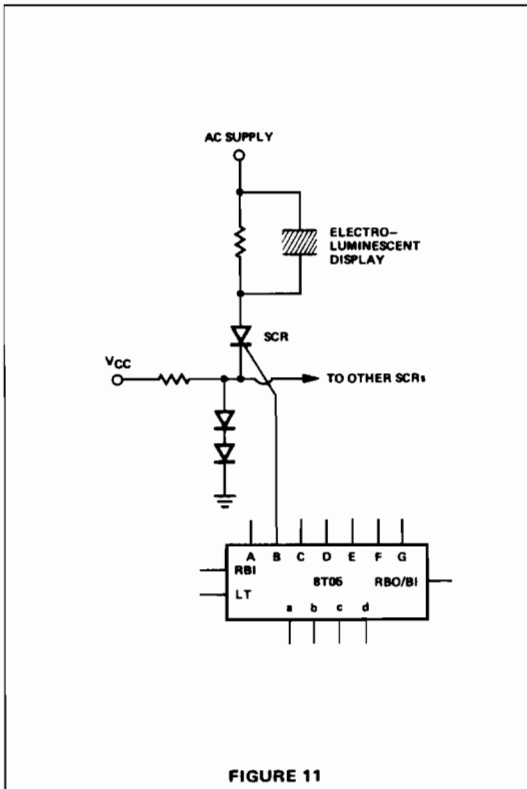 AC SUPPLY
ELECTRO-
LUMINESCENT
DISPLAY
SCR
VCC
TO OTHER SCRs
A B C D E F G
RBI 8T05 RBO/BI
LT
a b c d
FIGURE 11